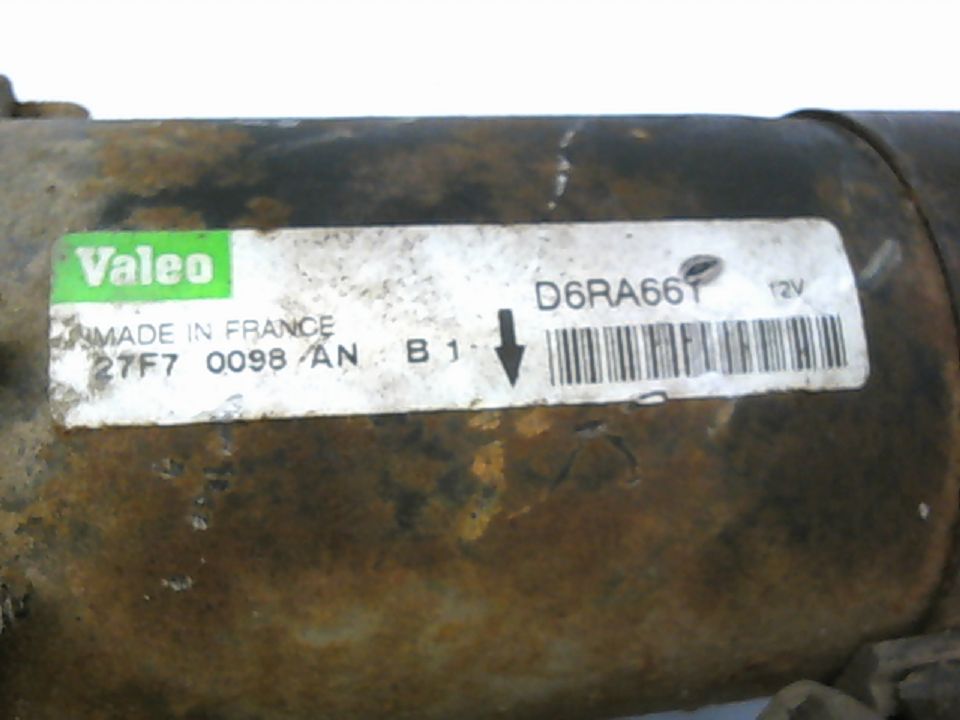 Valeo
MADE IN FRANCE
27F7 0098 AN B 1
D6RA661 12V